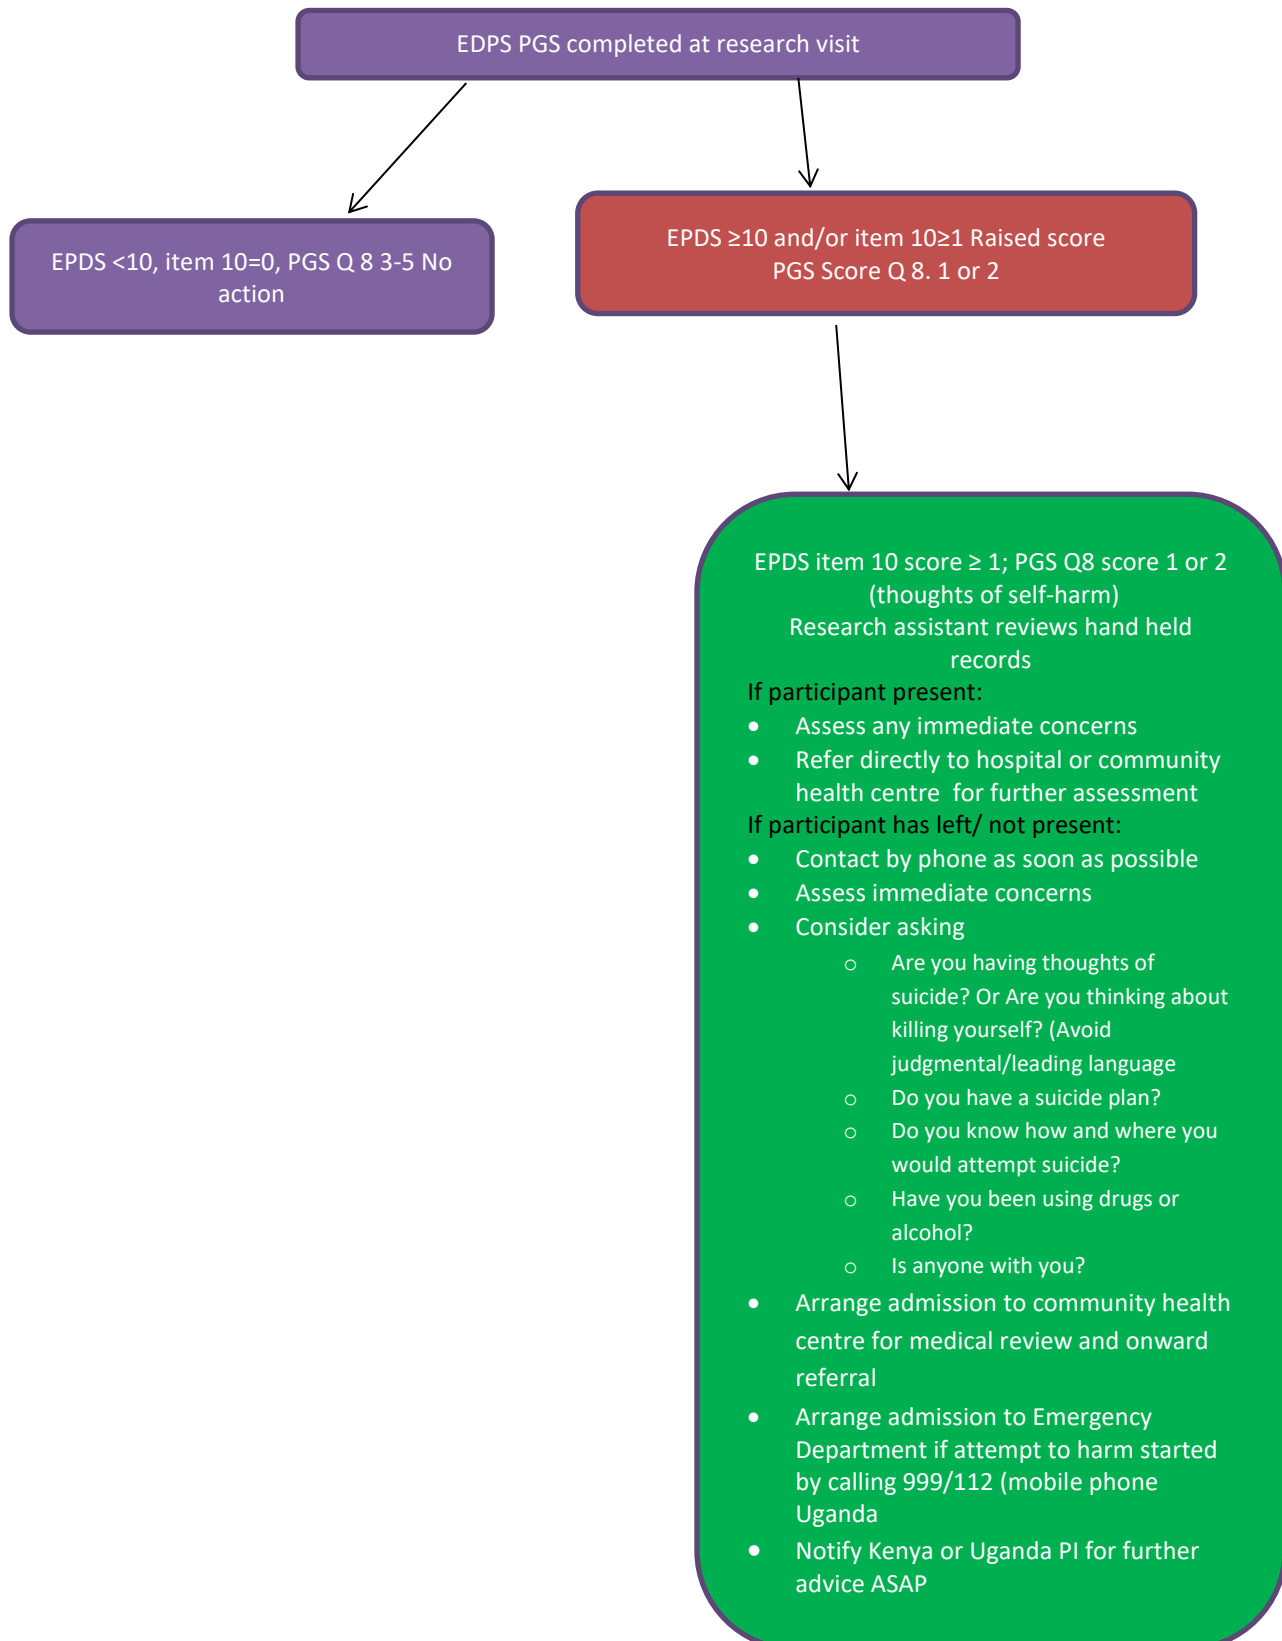 EDPS PGS completed at research visit
EPDS <10, item 10=0, PGS Q 8 3-5 No
action
EPDS ≥10 and/or item 10≥1 Raised score
PGS Score Q 8. 1 or 2
EPDS item 10 score ≥ 1; PGS Q8 score 1 or 2
(thoughts of self-harm)
Research assistant reviews hand held
records
If participant present:
• Assess any immediate concerns
• Refer directly to hospital or community
health centre for further assessment
If participant has left/ not present:
• Contact by phone as soon as possible
• Assess immediate concerns
• Consider asking
o Are you having thoughts of
suicide? Or Are you thinking about
killing yourself? (Avoid
judgmental/leading language
o Do you have a suicide plan?
o Do you know how and where you
would attempt suicide?
o Have you been using drugs or
alcohol?
o Is anyone with you?
• Arrange admission to community health
centre for medical review and onward
referral
• Arrange admission to Emergency
Department if attempt to harm started
by calling 999/112 (mobile phone
Uganda
• Notify Kenya or Uganda PI for further
advice ASAP